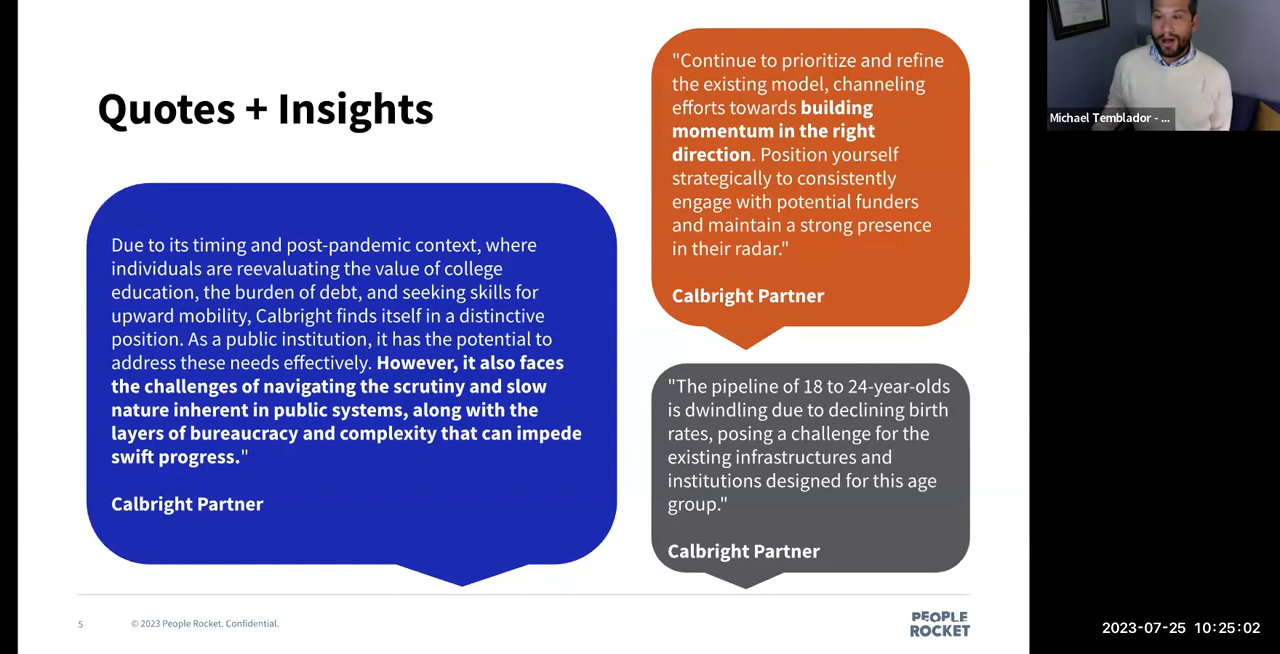 Quotes + Insights
Due to its timing and post-pandemic context, where
individuals are reevaluating the value of college
education, the burden of debt, and seeking skills for
upward mobility, Calbright finds itself in a distinctive
position. As a public institution, it has the potential to
address these needs effectively. However, it also faces
the challenges of navigating the scrutiny and slow
nature inherent in public systems, along with the
layers of bureaucracy and complexity that can impede
swift progress."
Calbright Partner
"Continue to prioritize and refine
the existing model, channeling
efforts towards building
momentum in the right
direction. Position yourself
strategically to consistently
engage with potential funders
and maintain a strong presence
in their radar."
Calbright Partner
"The pipeline of 18 to 24-year-olds
is dwindling due to declining birth
rates, posing a challenge for the
existing infrastructures and
institutions designed for this age
group."
Calbright Partner
5
© 2023 People Rocket. Confidential.
PEOPLE
ROCKET
Michael Temblador - ...
2023-07-25 10:25:02